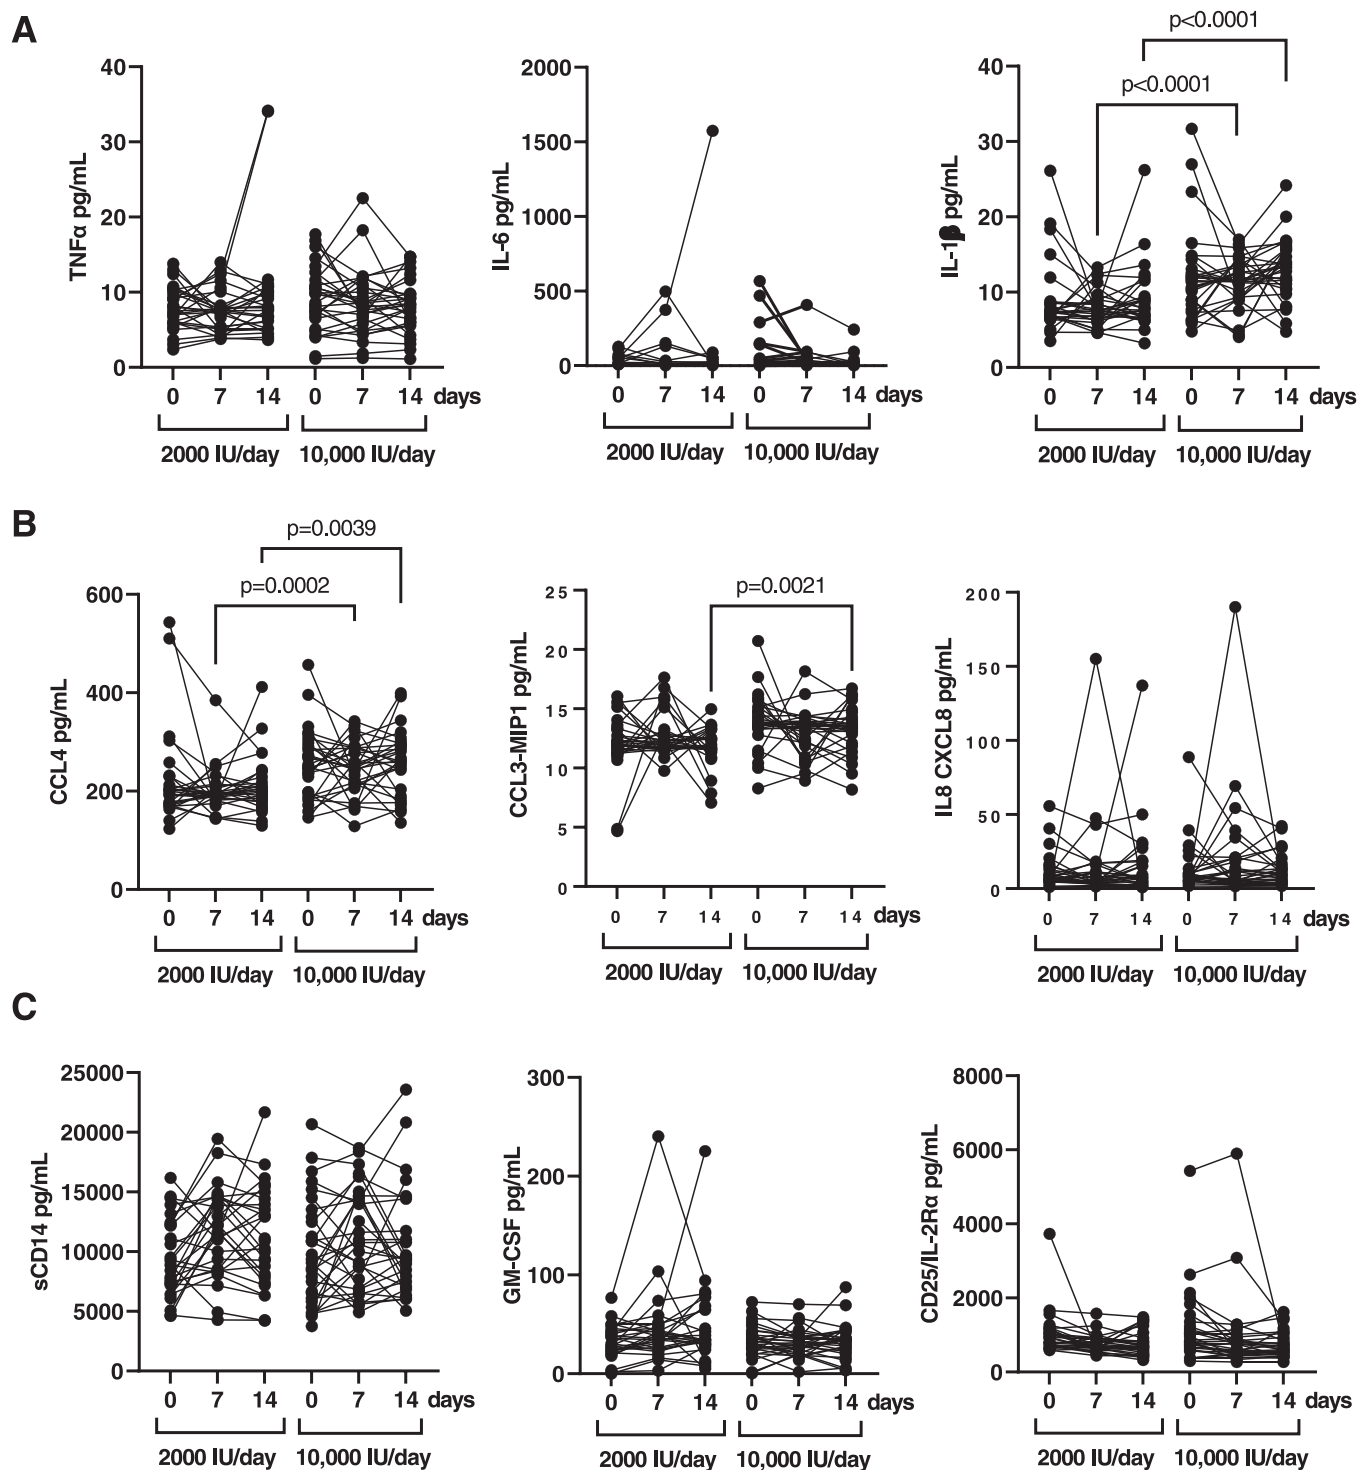 A
p<0.0001
p<0.0001
40
30
20
10
0
TNFα pg/mL
0 7 14 0 7 14 days
2000 IU/day 10,000 IU/day
2000
1500
1000
500
0
IL-6 pg/mL
0 7 14 0 7 14 days
2000 IU/day 10,000 IU/day
40
30
20
10
0
IL-1β pg/mL
0 7 14 0 7 14 days
2000 IU/day 10,000 IU/day
B
p=0.0039
p=0.0002
600
400
200
0
CCL4 pg/mL
0 7 14 0 7 14 days
2000 IU/day 10,000 IU/day
p=0.0021
25
20
15
10
5
0
CCL3-MIP1 pg/mL
0 7 14 0 7 14 days
2000 IU/day 10,000 IU/day
200
150
100
50
0
IL8 CXCL8 pg/mL
0 7 14 0 7 14 days
2000 IU/day 10,000 IU/day
C
25000
20000
15000
10000
5000
0
sCD14 pg/mL
0 7 14 0 7 14 days
2000 IU/day 10,000 IU/day
300
200
100
0
GM-CSF pg/mL
0 7 14 0 7 14 days
2000 IU/day 10,000 IU/day
8000
6000
4000
2000
0
CD25/IL-2Rα pg/mL
0 7 14 0 7 14 days
2000 IU/day 10,000 IU/day